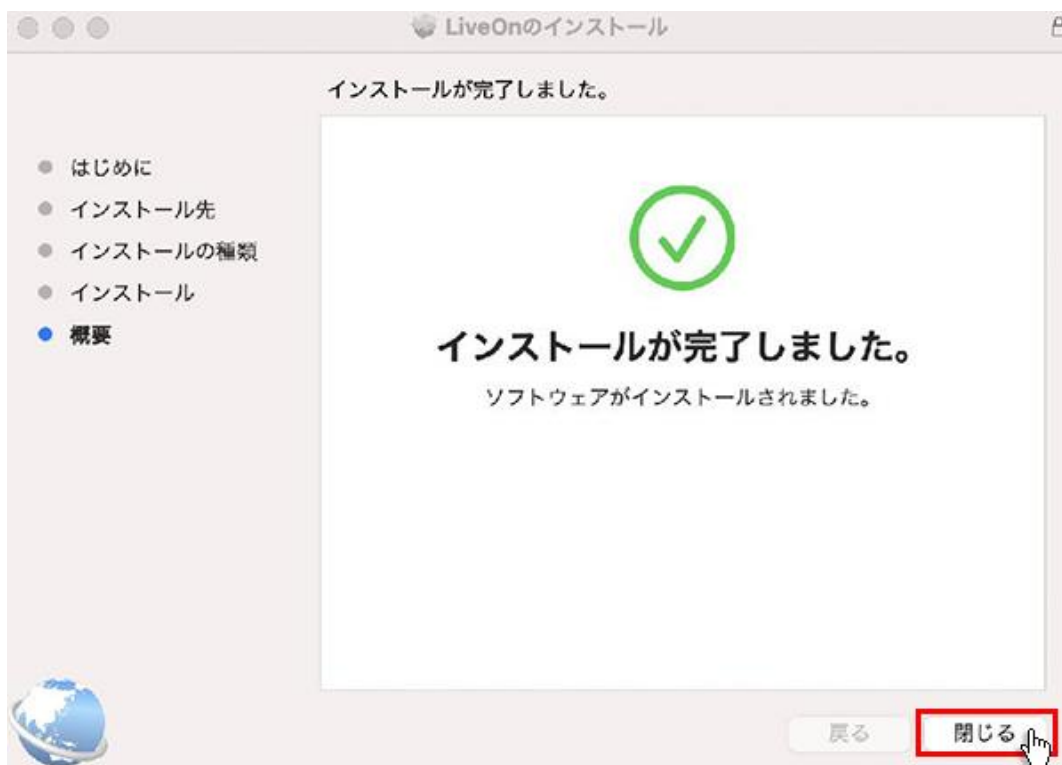 LiveOnのインストール
インストールが完了しました。
はじめに
インストール先
インストールの種類
インストール
概要
インストールが完了しました。
ソフトウェアがインストールされました。
戻る
閉じる